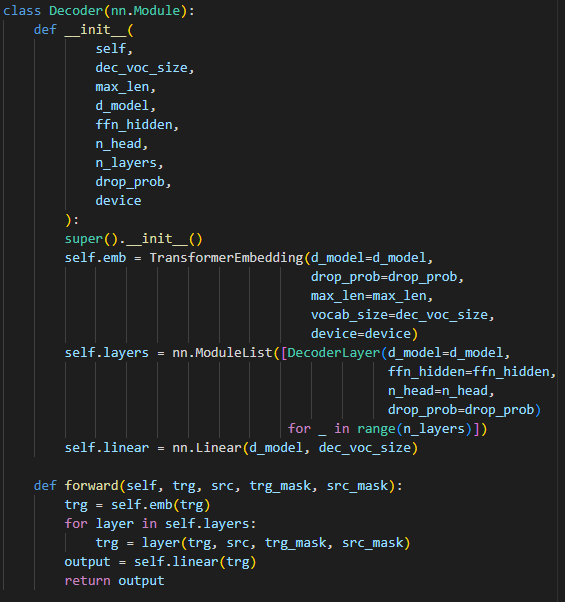 class Decoder(nn.Module):
    def __init__(
            self,
            dec_voc_size,
            max_len,
            d_model,
            ffn_hidden,
            n_head,
            n_layers,
            drop_prob,
            device
        ):
        super().__init__()
        self.emb = TransformerEmbedding(d_model=d_model,
                                        drop_prob=drop_prob,
                                        max_len=max_len,
                                        vocab_size=dec_voc_size,
                                        device=device)
        self.layers = nn.ModuleList([DecoderLayer(d_model=d_model,
                                                  ffn_hidden=ffn_hidden,
                                                  n_head=n_head,
                                                  drop_prob=drop_prob)
                                     for _ in range(n_layers)])
        self.linear = nn.Linear(d_model, dec_voc_size)

    def forward(self, trg, src, trg_mask, src_mask):
        trg = self.emb(trg)
        for layer in self.layers:
            trg = layer(trg, src, trg_mask, src_mask)
        output = self.linear(trg)
        return output